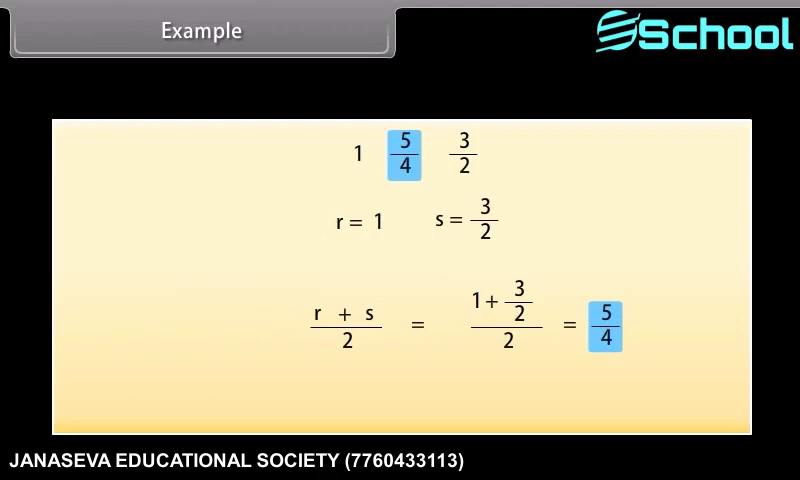 Example
School
1 5/4 3/2
r = 1 s = 3/2
(r + s)/2 = (1 + 3/2)/2 = 5/4
JANASEVA EDUCATIONAL SOCIETY (7760433113)